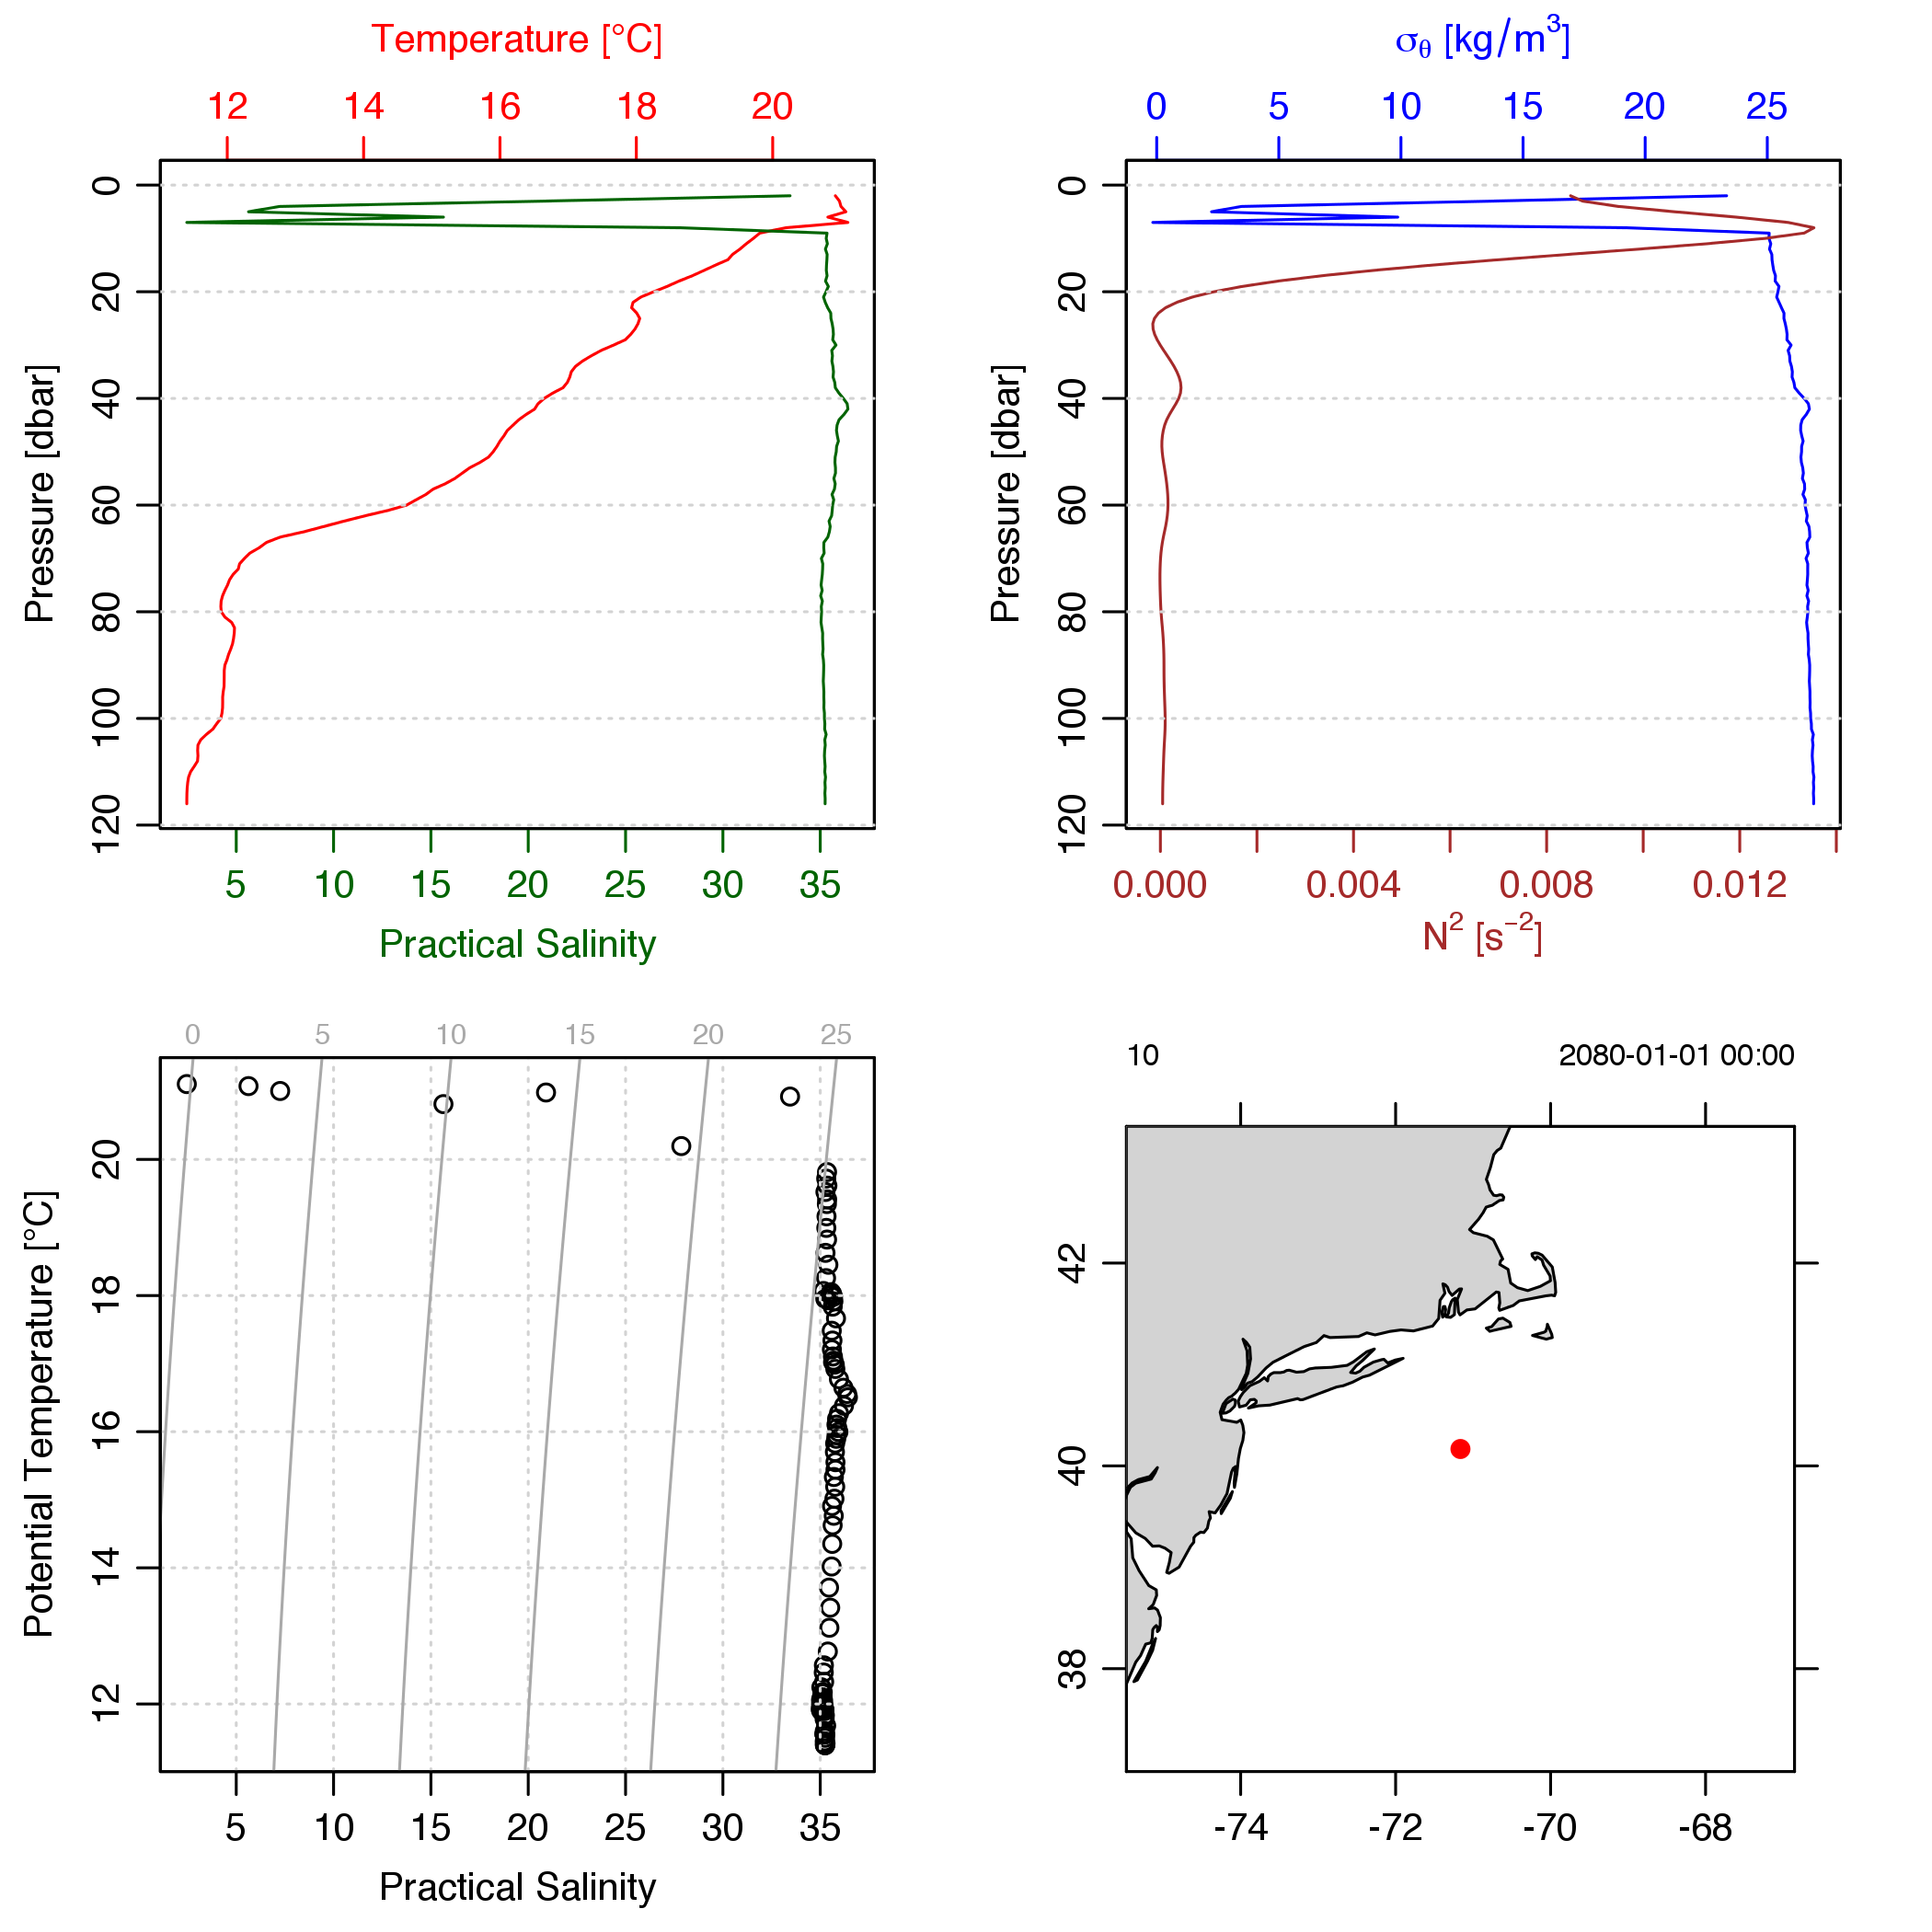 Temperature [°C]
12 14 16 18 20
0
20
40
60
80
100
120
Pressure [dbar]
5 10 15 20 25 30 35
Practical Salinity
σθ [kg/m³]
0 5 10 15 20 25
0
20
40
60
80
100
120
Pressure [dbar]
0.000 0.004 0.008 0.012
N² [s⁻²]
0 5 10 15 20 25
20
18
16
14
12
Potential Temperature [°C]
5 10 15 20 25 30 35
Practical Salinity
10 2080-01-01 00:00
42
40
38
-74 -72 -70 -68